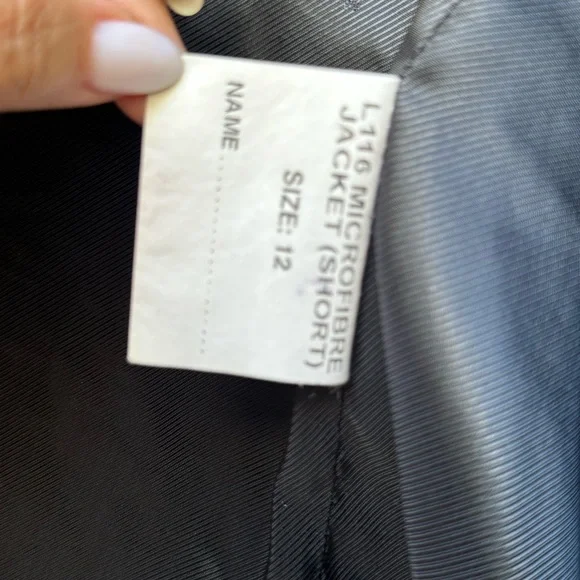 L116 MICROFIBRE
JACKET (SHORT)
SIZE: 12
NAME....................